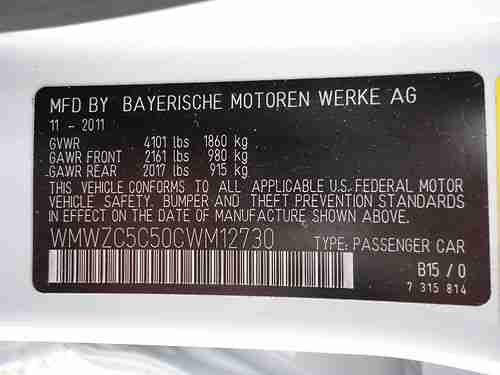 MFD BY BAYERISCHE MOTOREN WERKE AG
11 - 2011
GVWR 4101 lbs 1860 kg
GAWR FRONT 2161 lbs 980 kg
GAWR REAR 2017 lbs 915 kg
THIS VEHICLE CONFORMS TO ALL APPLICABLE U.S. FEDERAL MOTOR
VEHICLE SAFETY, BUMPER AND THEFT PREVENTION STANDARDS
IN EFFECT ON THE DATE OF MANUFACTURE SHOWN ABOVE.
WMWZC5C50CWM12730 TYPE: PASSENGER CAR
B15 / 0
7 315 814